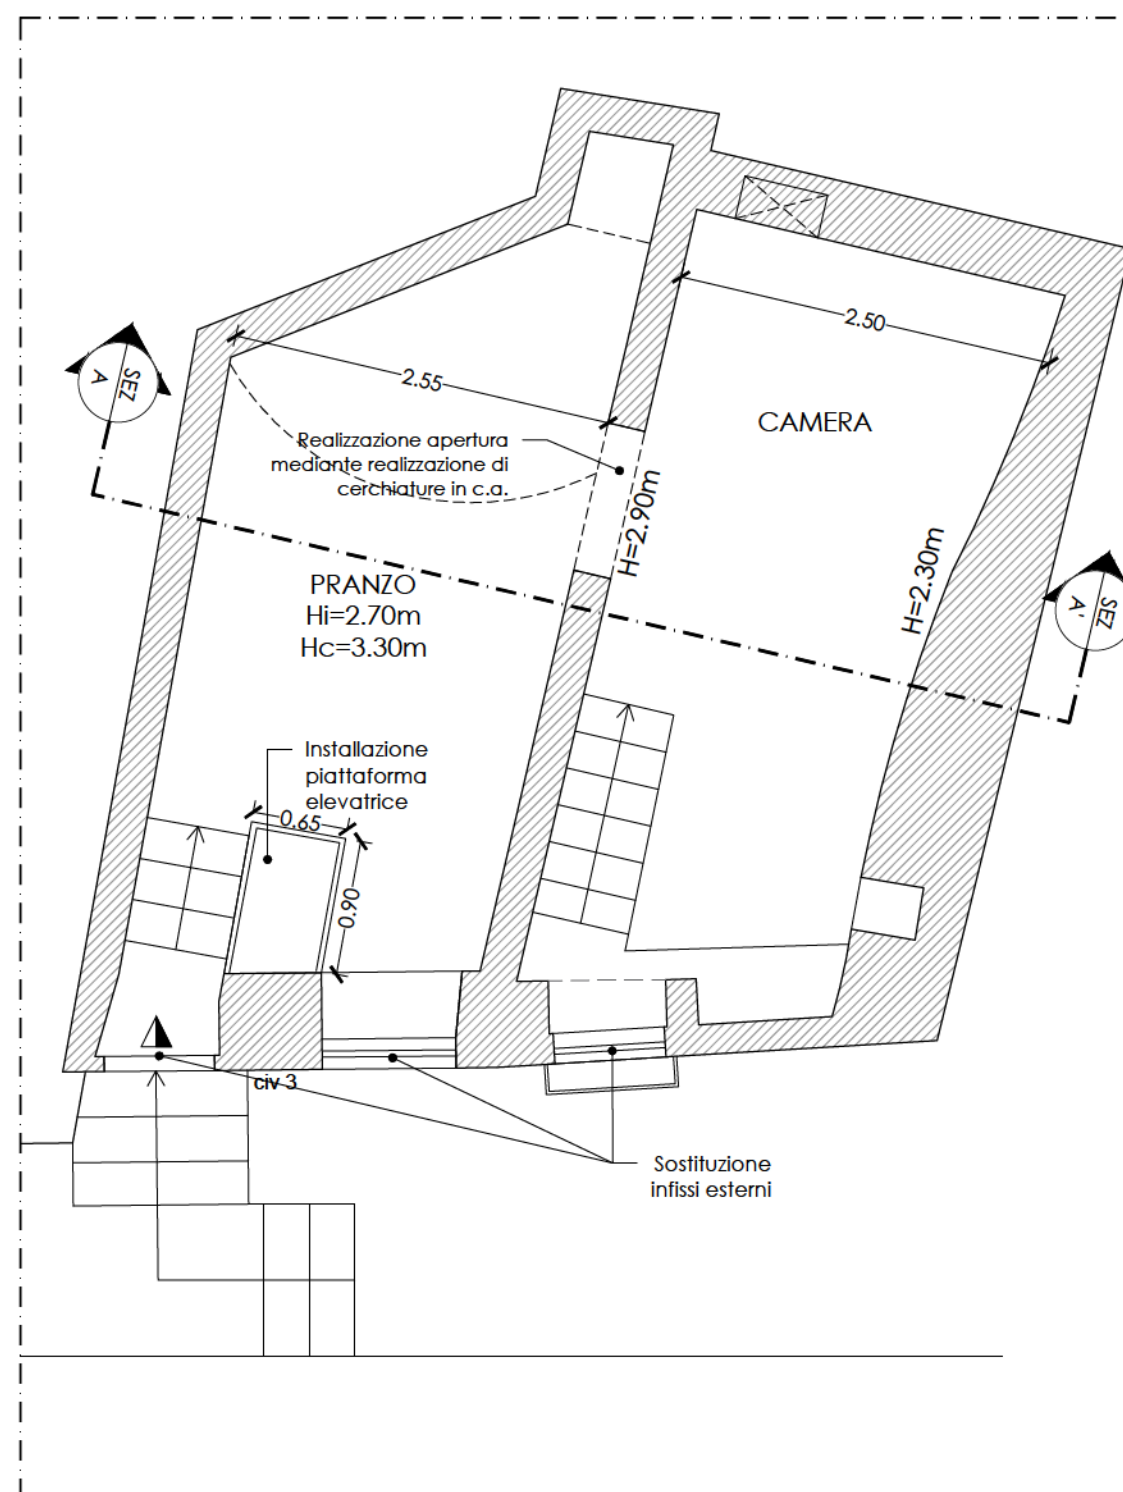 2.50
SEZ
A
2.55
CAMERA
Realizzazione apertura
mediante realizzazione di
cerchiature in c.a.
H=2.90m
H=2.30m
PRANZO
Hi=2.70m
Hc=3.30m
SEZ
A'
Installazione
piattaforma
elevatrice
0.65
0.90
civ 3
Sostituzione
infissi esterni